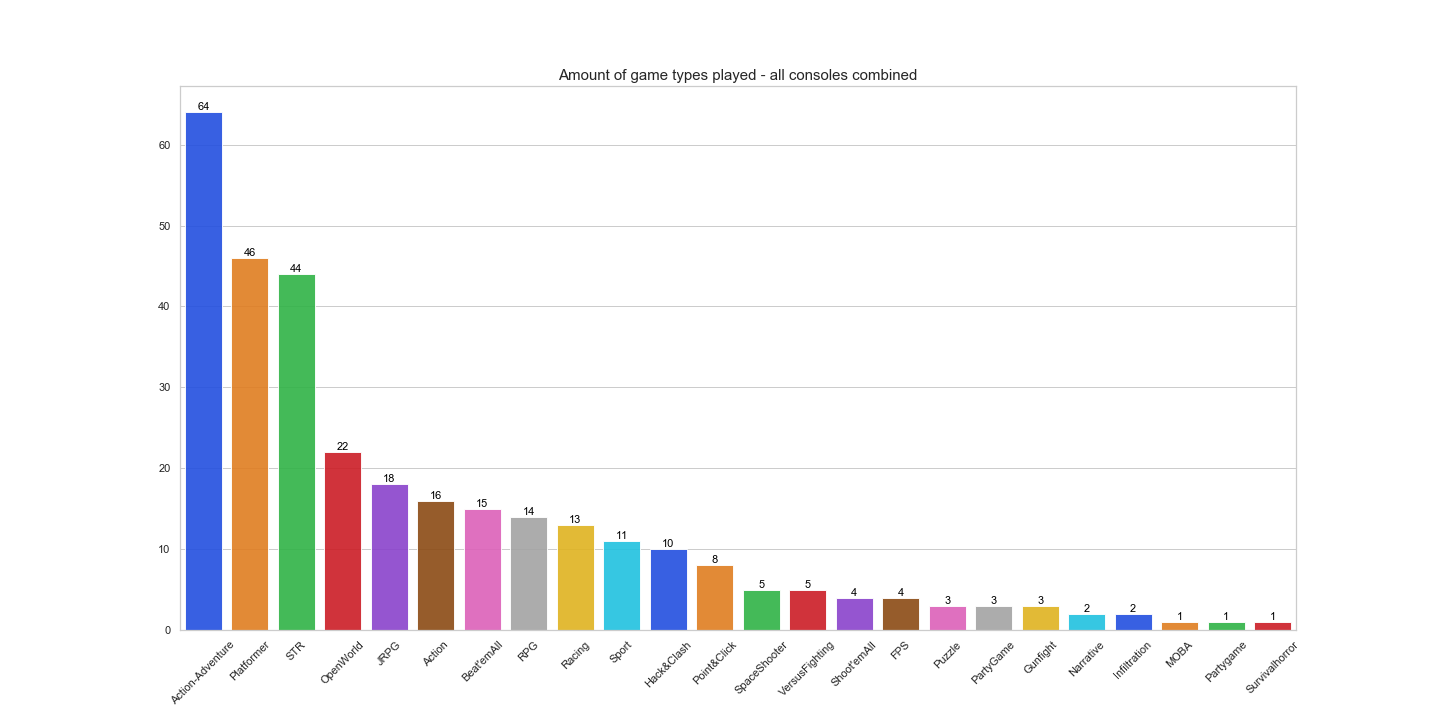 Amount of game types played - all consoles combined
64
46
44
22
18
16
15
14
13
11
10
8
5
5
4
4
3
3
3
2
2
1
1
1
60
50
40
30
20
10
0
Action-Adventure
Platformer
STR
OpenWorld
JRPG
Action
Beat'emAll
RPG
Racing
Sport
Hack&Clash
Point&Click
SpaceShooter
VersusFighting
Shoot'emAll
FPS
Puzzle
PartyGame
Gunfight
Narrative
Infiltration
MOBA
Partygame
Survivalhorror